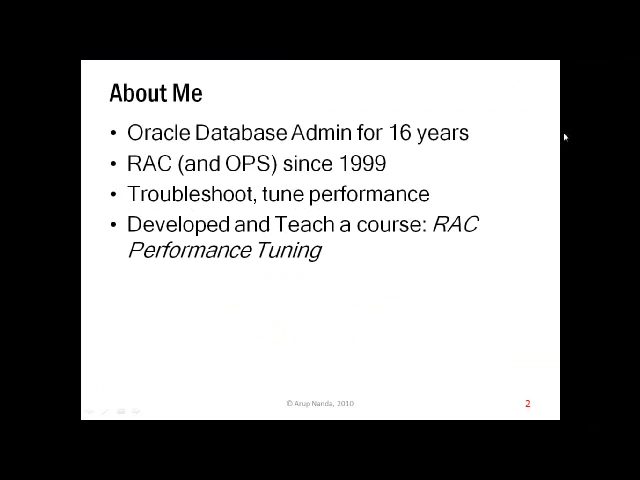 About Me
• Oracle Database Admin for 16 years
• RAC (and OPS) since 1999
• Troubleshoot, tune performance
• Developed and Teach a course: RAC
Performance Tuning
© Arup Nanda, 2010
2